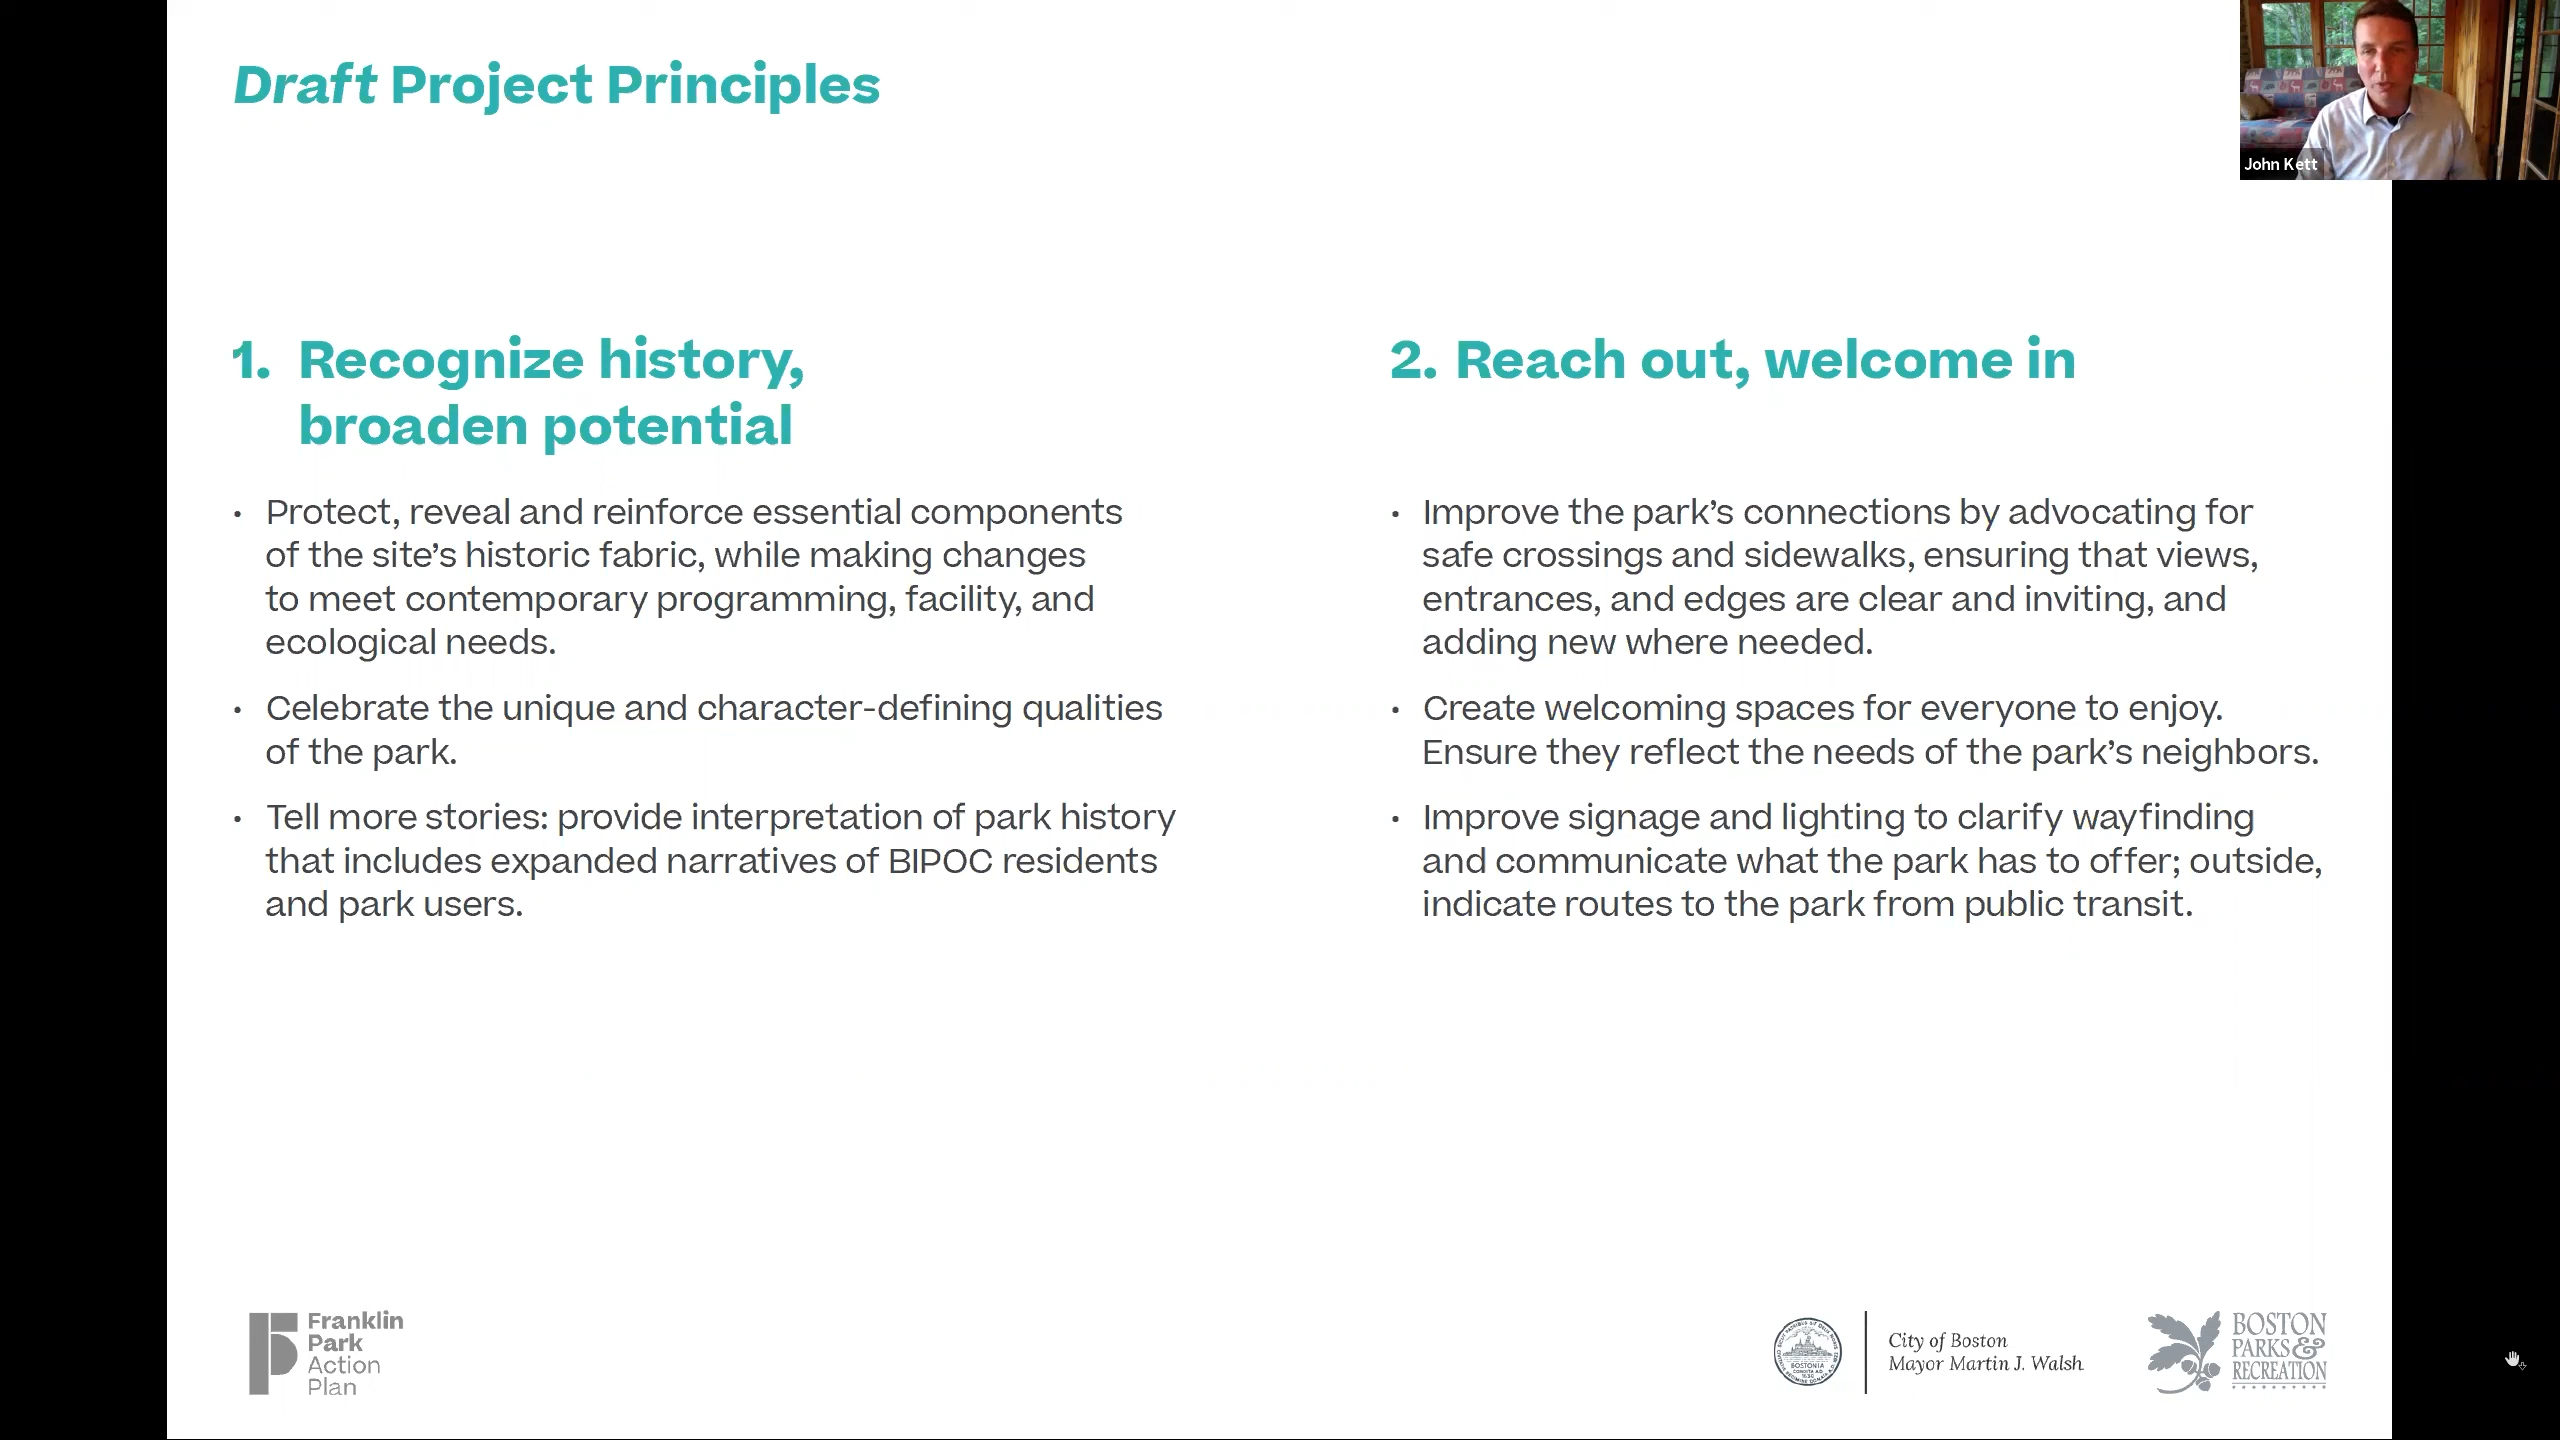 Draft Project Principles
John Kett
1. Recognize history,
broaden potential
• Protect, reveal and reinforce essential components
of the site’s historic fabric, while making changes
to meet contemporary programming, facility, and
ecological needs.
• Celebrate the unique and character-defining qualities
of the park.
• Tell more stories: provide interpretation of park history
that includes expanded narratives of BIPOC residents
and park users.
2. Reach out, welcome in
• Improve the park’s connections by advocating for
safe crossings and sidewalks, ensuring that views,
entrances, and edges are clear and inviting, and
adding new where needed.
• Create welcoming spaces for everyone to enjoy.
Ensure they reflect the needs of the park’s neighbors.
• Improve signage and lighting to clarify wayfinding
and communicate what the park has to offer; outside,
indicate routes to the park from public transit.
Franklin
Park
Action
Plan
BOSTONIA
City of Boston
Mayor Martin J. Walsh
BOSTON
PARKS &
RECREATION